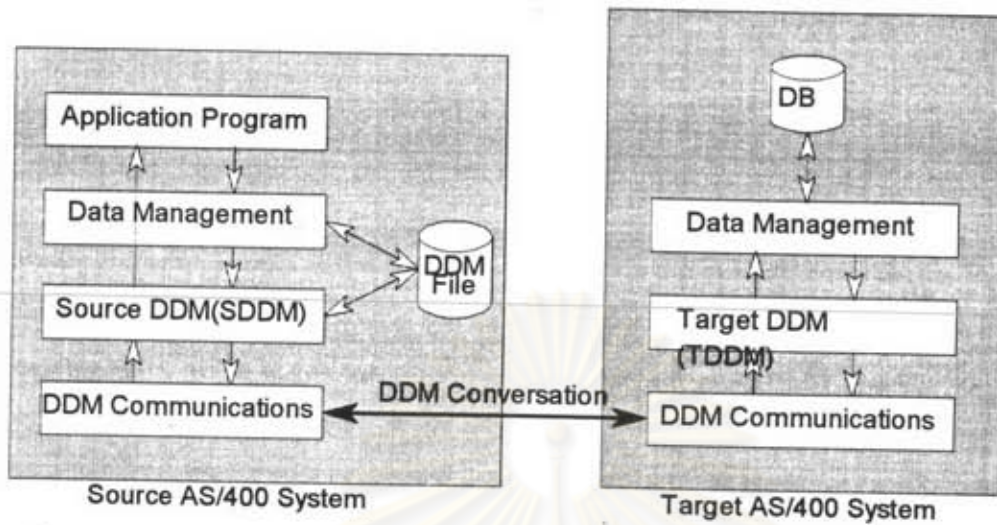 Application Program
Data Management
DDM
File
Source DDM(SDDM)
DDM Communications
Source AS/400 System
DDM Conversation
DB
Data Management
Target DDM
(TDDM)
DDM Communications
Target AS/400 System